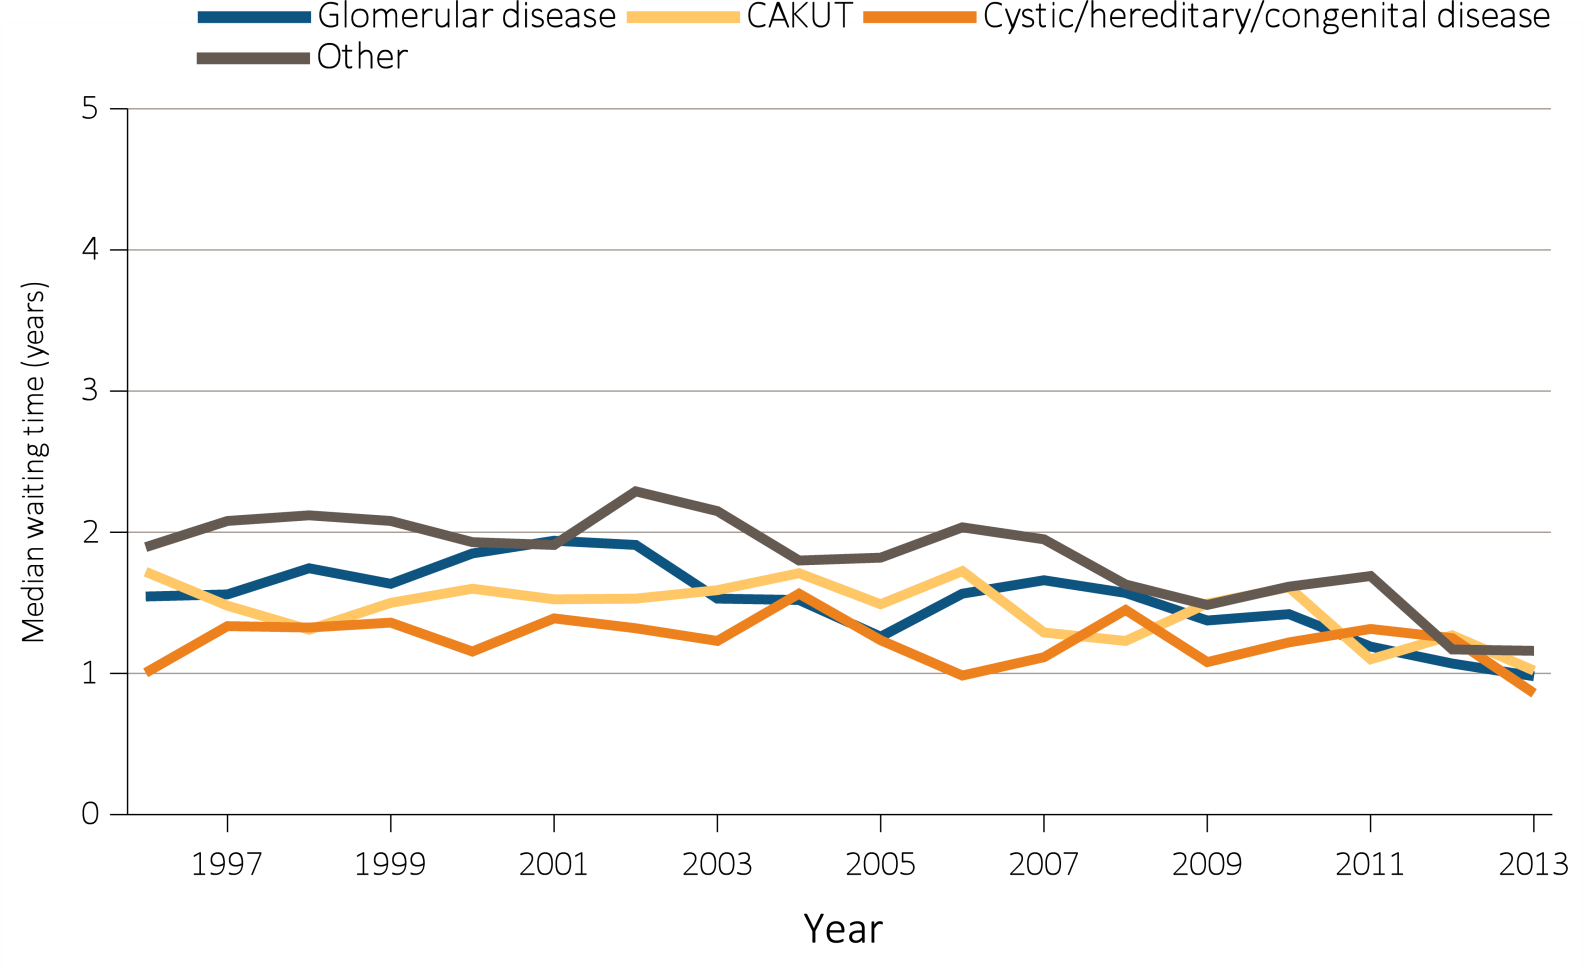 Glomerular disease CAKUT Cystic/hereditary/congenital disease
Other
5
4
3
2
1
0
Median waiting time (years)
1997 1999 2001 2003 2005 2007 2009 2011 2013
Year